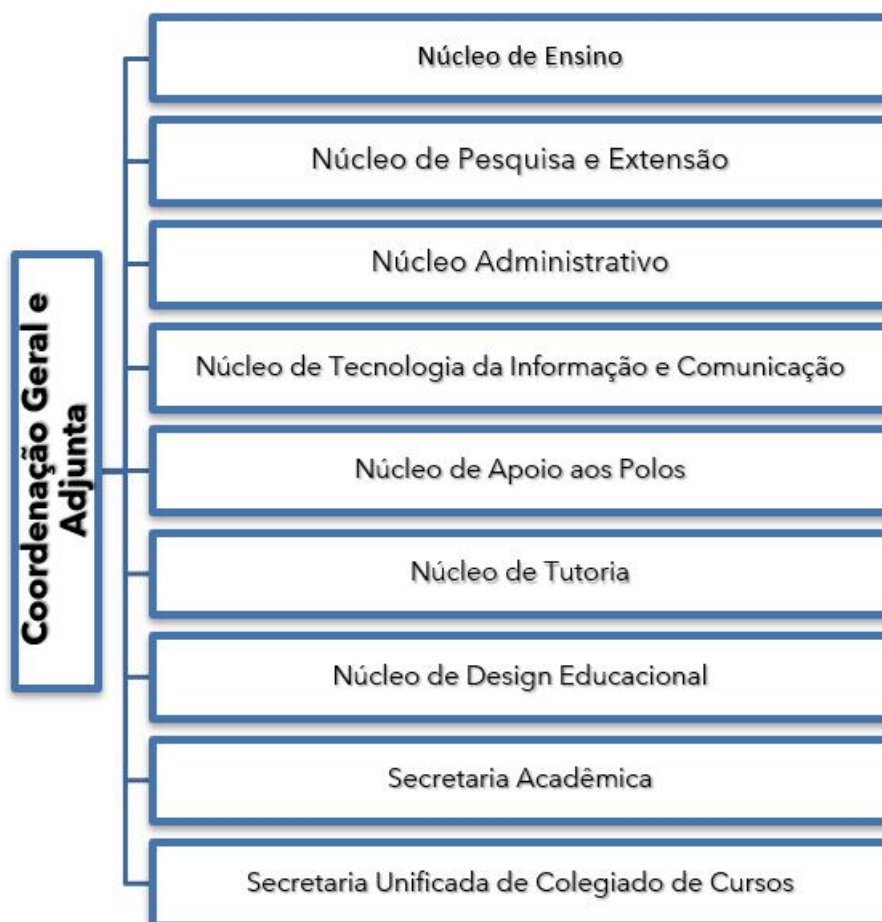 Núcleo de Ensino
Núcleo de Pesquisa e Extensão
Núcleo Administrativo
Núcleo de Tecnologia da Informação e Comunicação
Núcleo de Apoio aos Polos
Núcleo de Tutoria
Núcleo de Design Educacional
Secretaria Acadêmica
Secretaria Unificada de Colegiado de Cursos
Coordenação Geral e
Adjunta